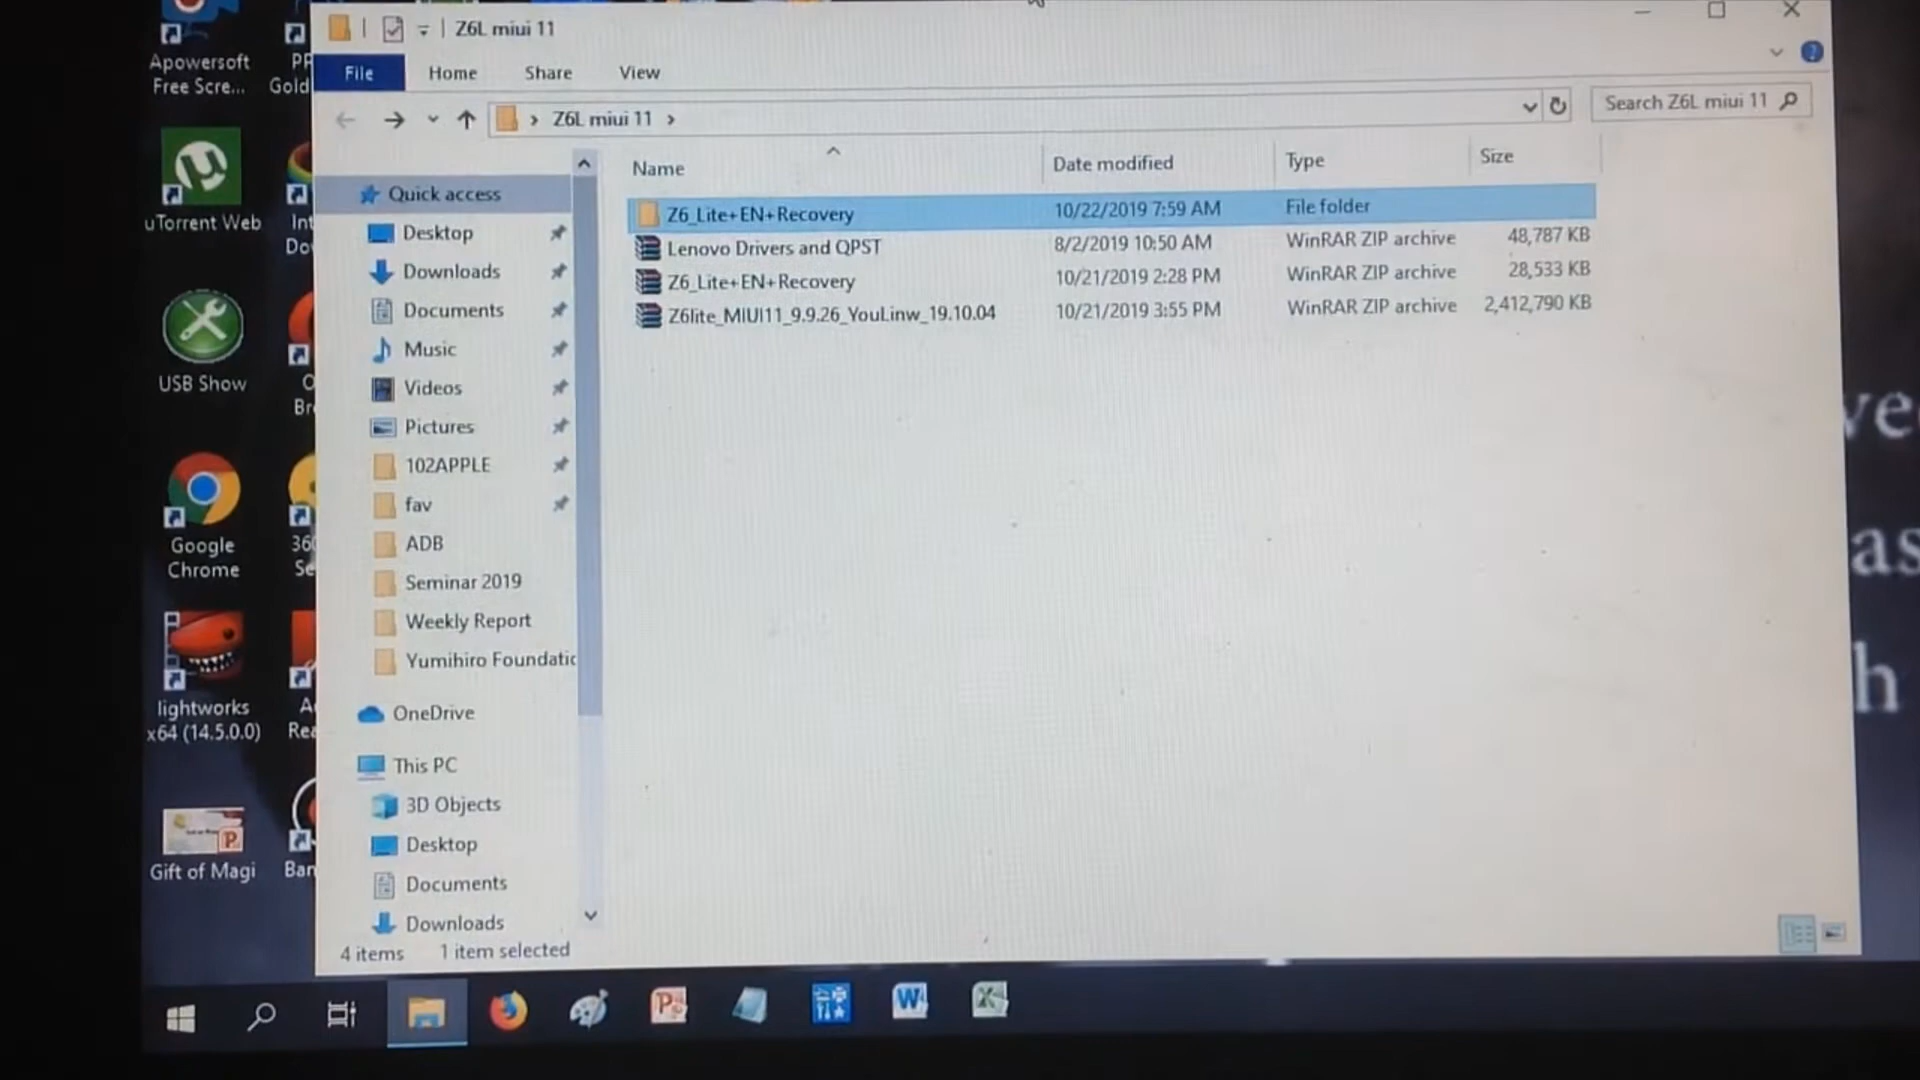 Z6L miui 11
File
Home
Share
View
Z6L miui 11
Search Z6L miui 11
Name
Date modified
Type
Size
Z6_Lite+EN+Recovery 10/22/2019 7:59 AM File folder
Lenovo Drivers and QPST 8/2/2019 10:50 AM WinRAR ZIP archive 48,787 KB
Z6_Lite+EN+Recovery 10/21/2019 2:28 PM WinRAR ZIP archive 28,533 KB
Z6lite_MIUI11_9.9.26_YouLinw_19.10.04 10/21/2019 3:55 PM WinRAR ZIP archive 2,412,790 KB
Quick access
Desktop
Downloads
Documents
Music
Videos
Pictures
102APPLE
fav
ADB
Seminar 2019
Weekly Report
Yumihiro Foundatic
OneDrive
This PC
3D Objects
Desktop
Documents
Downloads
4 items 1 item selected
Apowersoft
Free Scre...
Gold
uTorrent Web
USB Show
Google
Chrome
lightworks
x64 (14.5.0.0)
Gift of Magi
as
h